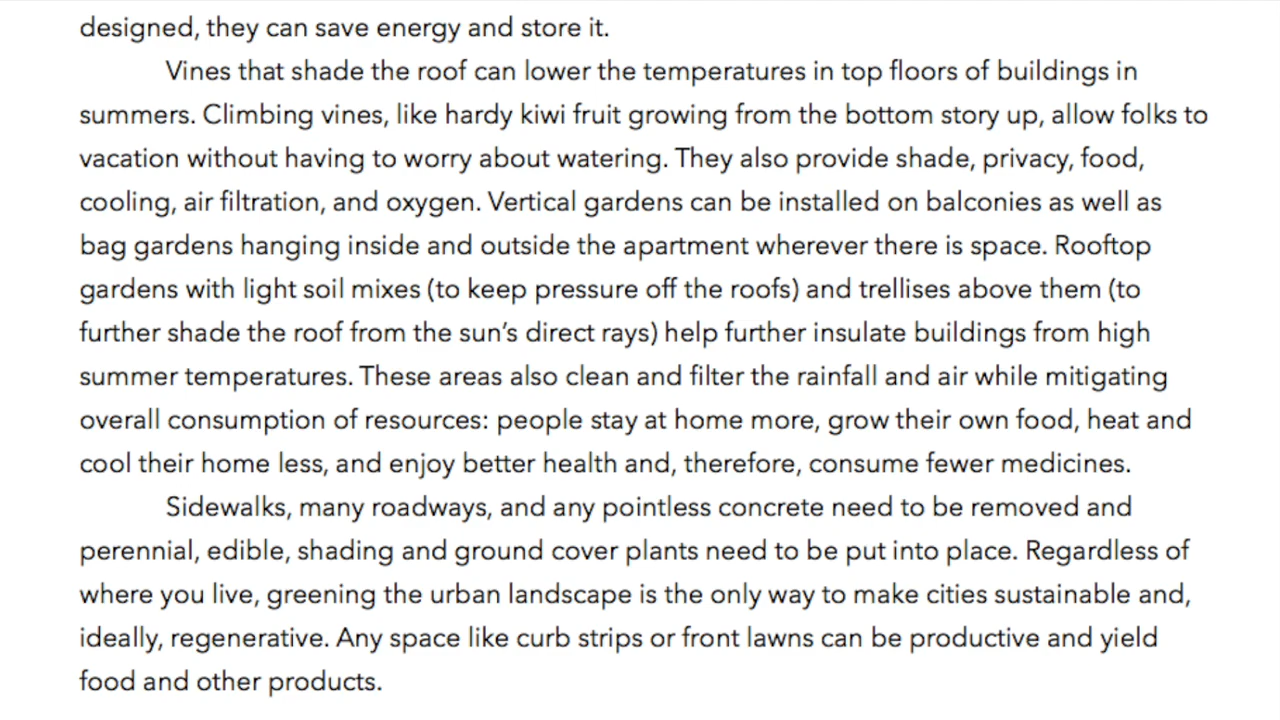 designed, they can save energy and store it.
Vines that shade the roof can lower the temperatures in top floors of buildings in
summers. Climbing vines, like hardy kiwi fruit growing from the bottom story up, allow folks to
vacation without having to worry about watering. They also provide shade, privacy, food,
cooling, air filtration, and oxygen. Vertical gardens can be installed on balconies as well as
bag gardens hanging inside and outside the apartment wherever there is space. Rooftop
gardens with light soil mixes (to keep pressure off the roofs) and trellises above them (to
further shade the roof from the sun’s direct rays) help further insulate buildings from high
summer temperatures. These areas also clean and filter the rainfall and air while mitigating
overall consumption of resources: people stay at home more, grow their own food, heat and
cool their home less, and enjoy better health and, therefore, consume fewer medicines.
Sidewalks, many roadways, and any pointless concrete need to be removed and
perennial, edible, shading and ground cover plants need to be put into place. Regardless of
where you live, greening the urban landscape is the only way to make cities sustainable and,
ideally, regenerative. Any space like curb strips or front lawns can be productive and yield
food and other products.